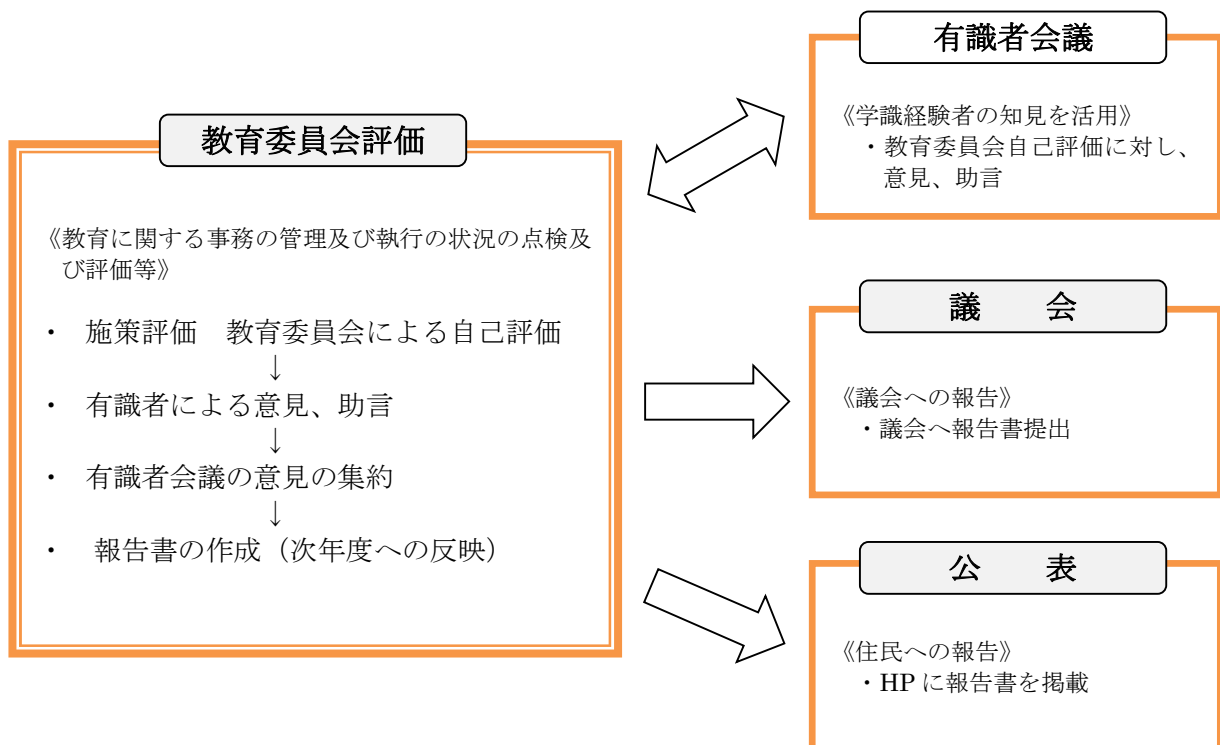 教育委員会評価
《教育に関する事務の管理及び執行の状況の点検及
び評価等》
・ 施策評価 教育委員会による自己評価
↓
・ 有識者による意見、助言
↓
・ 有識者会議の意見の集約
↓
・ 報告書の作成（次年度への反映）
有識者会議
《学識経験者の知見を活用》
・教育委員会自己評価に対し、
意見、助言
議 会
《議会への報告》
・議会へ報告書提出
公 表
《住民への報告》
・HP に報告書を掲載